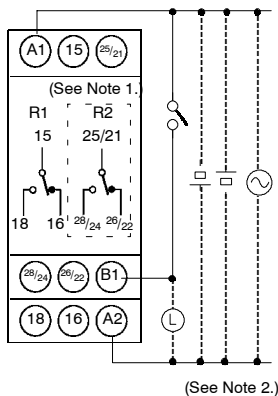 A1 15 25/21
(See Note 1.)
R1 R2
15 25/21
18 16 28/24 26/22
28/24 26/22 B1
L
18 16 A2
(See Note 2.)